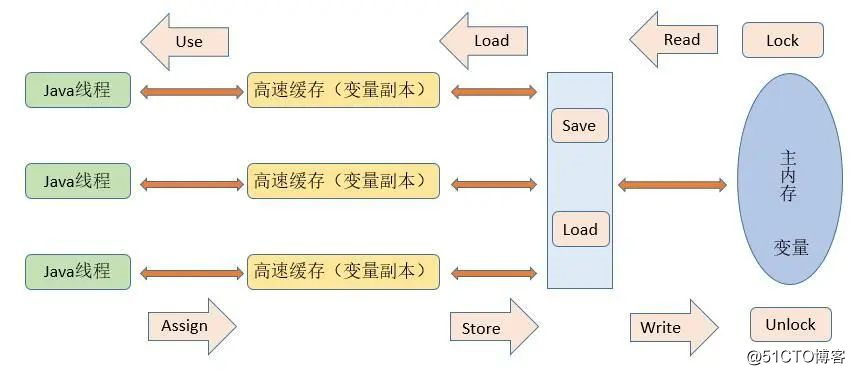 Use
Load
Read
Lock
Java线程
高速缓存（变量副本）
Save
主内存
Java线程
高速缓存（变量副本）
Load
变量
Java线程
高速缓存（变量副本）
Assign
Store
Write
Unlock
@51CTO博客